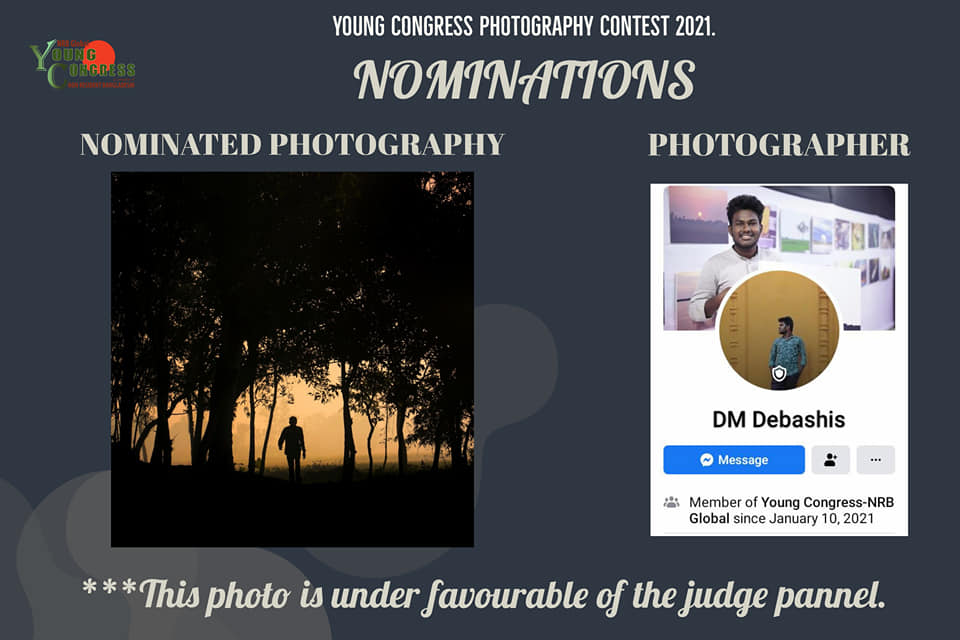 YOUNG CONGRESS PHOTOGRAPHY CONTEST 2021.
YOUNG
CONGRESS
NOMINATIONS
NOMINATED PHOTOGRAPHY
PHOTOGRAPHER
DM Debashis
Message
Member of Young Congress-NRB
Global since January 10, 2021
***This photo is under favourable of the judge pannel.